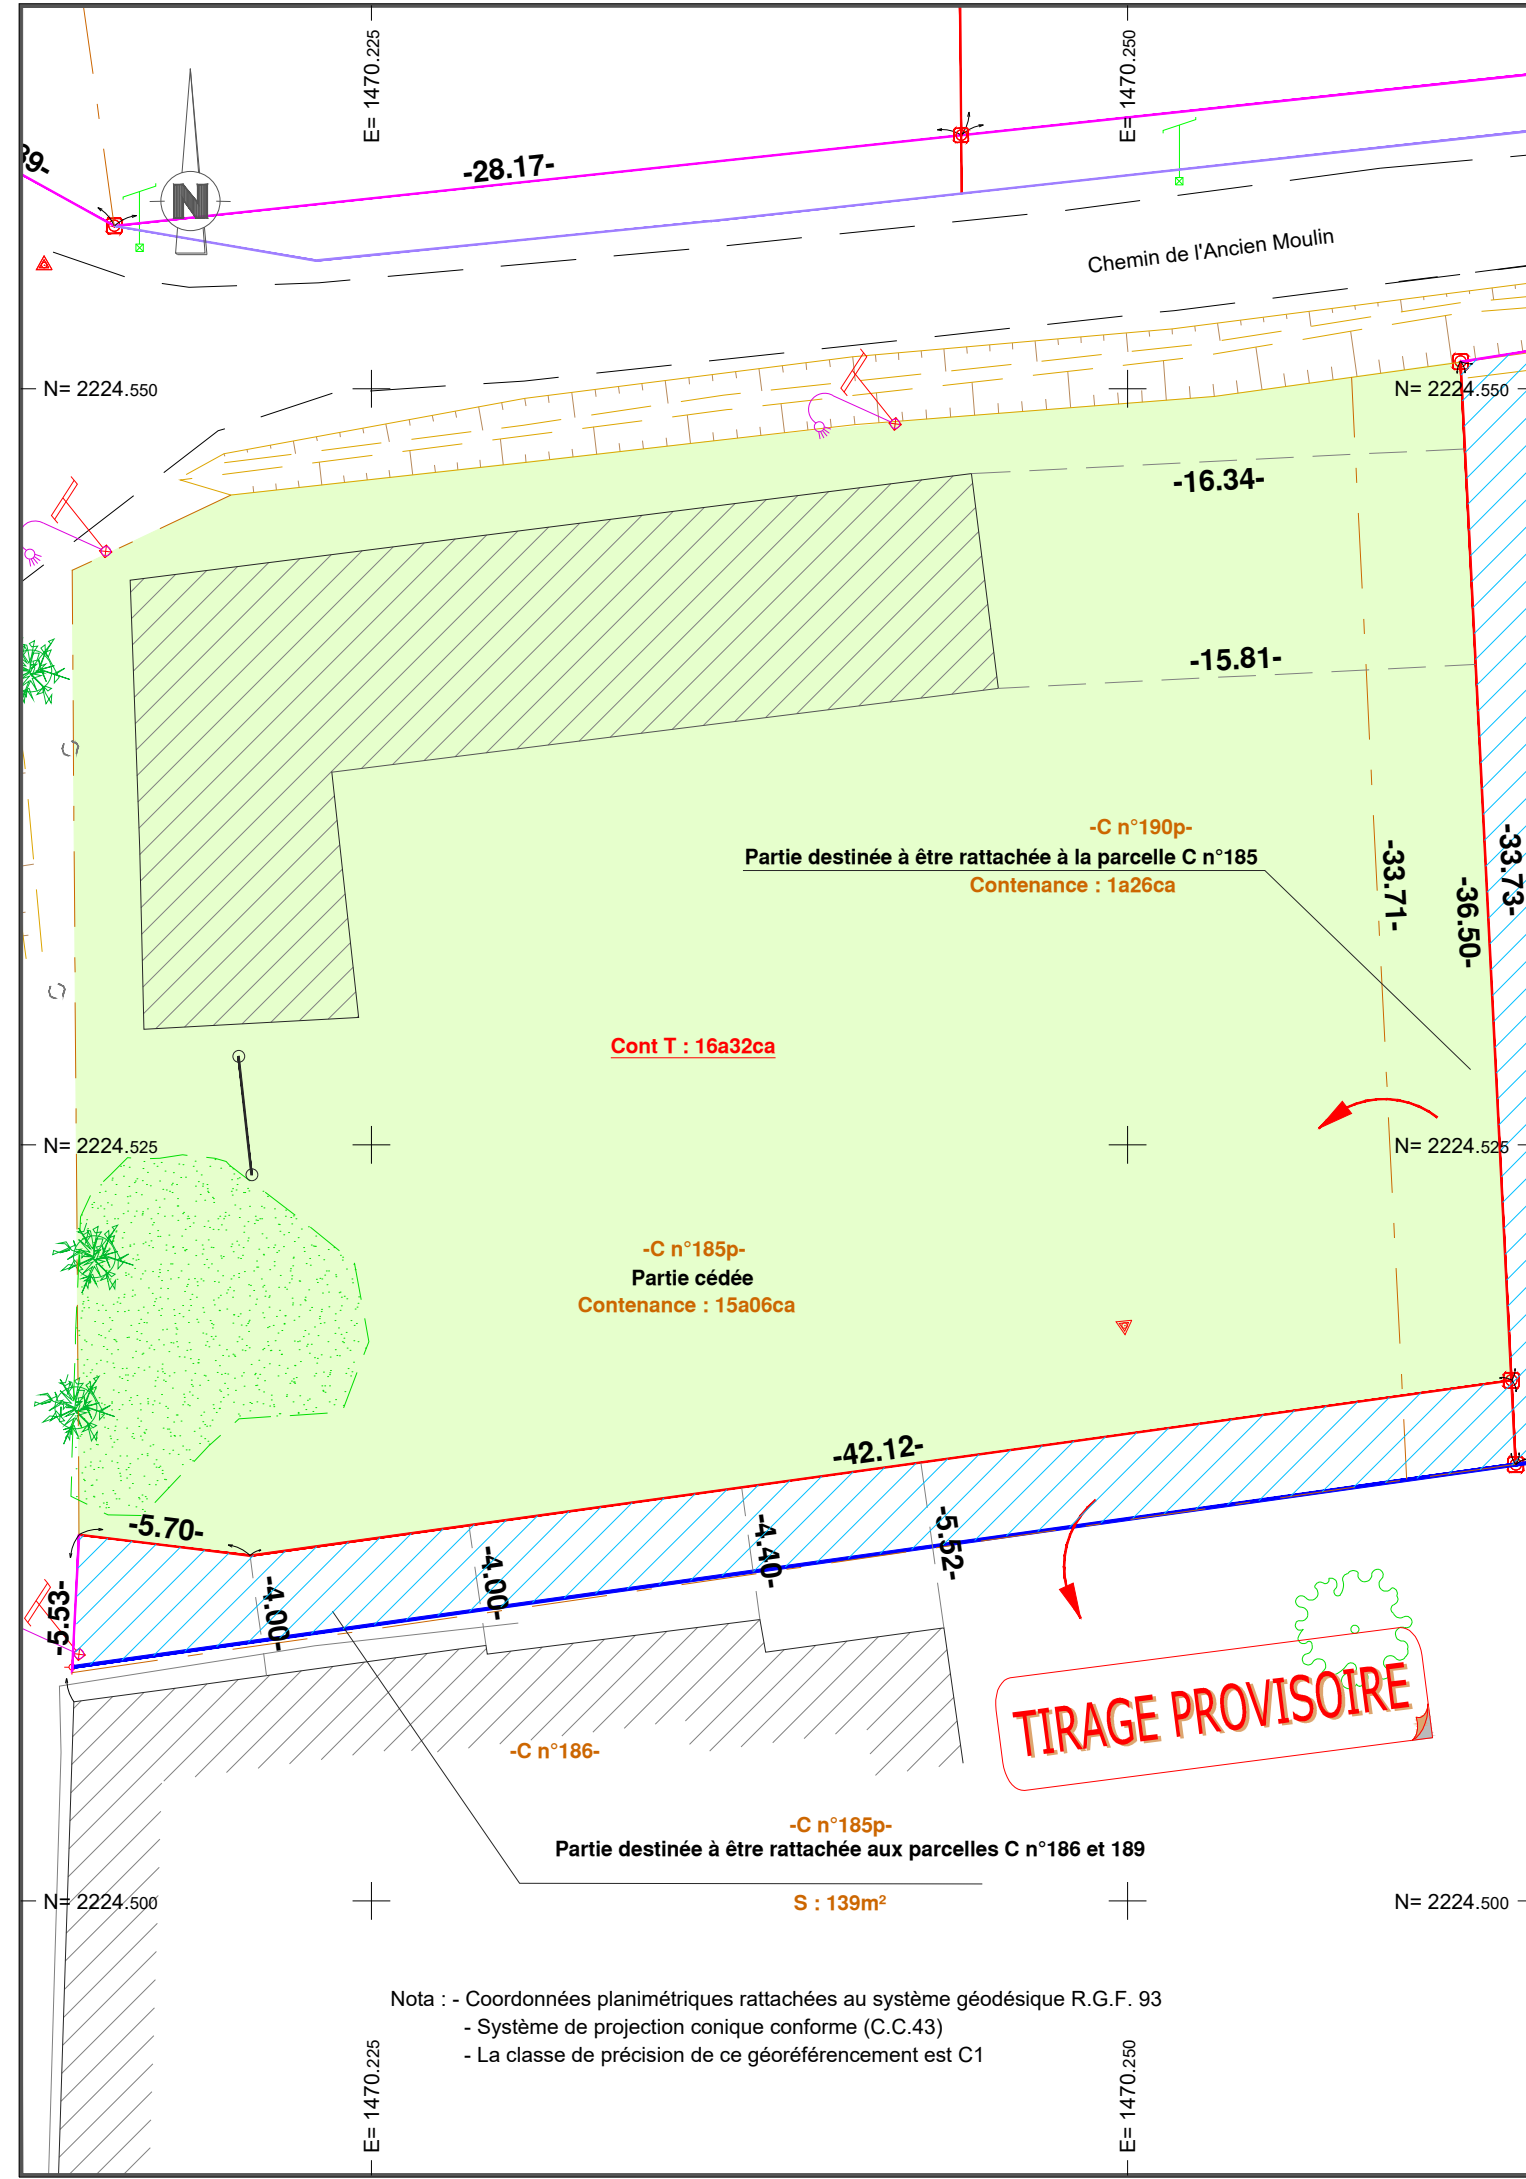 E= 1470.225
E= 1470.250
39-
-28.17-
N
Chemin de l'Ancien Moulin
N= 2224.550
N= 2224.550
-16.34-
-15.81-
-C n°190p-
Partie destinée à être rattachée à la parcelle C n°185
Contenance : 1a26ca
-33.71-
-36.50-
-33.73-
Cont T : 16a32ca
N= 2224.525
N= 2224.525
-C n°185p-
Partie cédée
Contenance : 15a06ca
-42.12-
-5.70-
-5.53-
-4.00-
-4.00-
-4.40-
-5.52-
TIRAGE PROVISOIRE
-C n°186-
-C n°185p-
Partie destinée à être rattachée aux parcelles C n°186 et 189
S : 139m²
N= 2224.500
N= 2224.500
Nota : - Coordonnées planimétriques rattachées au système géodésique R.G.F. 93
- Système de projection conique conforme (C.C.43)
- La classe de précision de ce géoréférencement est C1
E= 1470.225
E= 1470.250